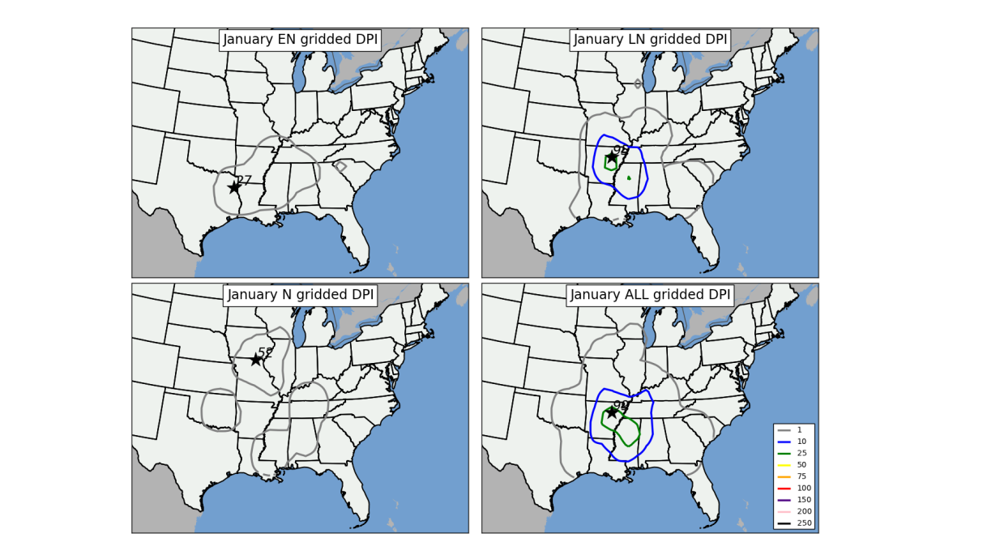 January EN gridded DPI
27
January LN gridded DPI
January N gridded DPI
January ALL gridded DPI
1
10
25
50
75
100
150
200
250